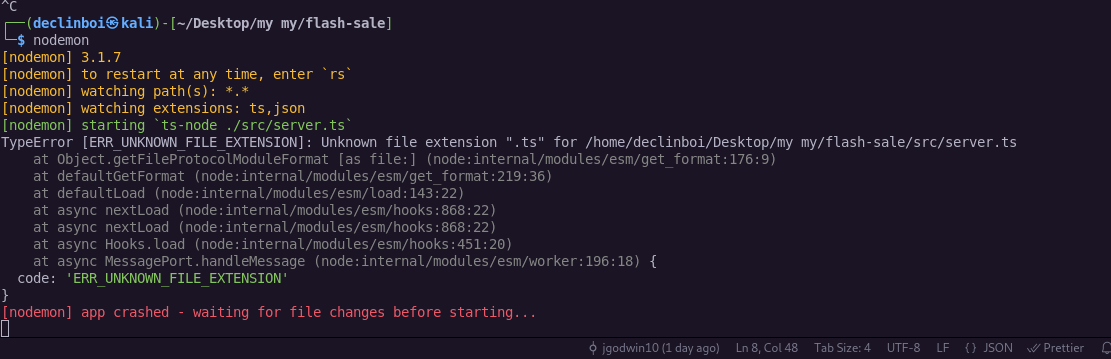 ^C
┌──(declinboi㉿kali)-[~/Desktop/my my/flash-sale]
└─$ nodemon
[nodemon] 3.1.7
[nodemon] to restart at any time, enter `rs`
[nodemon] watching path(s): *.*
[nodemon] watching extensions: ts,json
[nodemon] starting `ts-node ./src/server.ts`
TypeError [ERR_UNKNOWN_FILE_EXTENSION]: Unknown file extension ".ts" for /home/declinboi/Desktop/my my/flash-sale/src/server.ts
    at Object.getFileProtocolModuleFormat [as file:] (node:internal/modules/esm/get_format:176:9)
    at defaultGetFormat (node:internal/modules/esm/get_format:219:36)
    at defaultLoad (node:internal/modules/esm/load:143:22)
    at async nextLoad (node:internal/modules/esm/hooks:868:22)
    at async nextLoad (node:internal/modules/esm/hooks:868:22)
    at async Hooks.load (node:internal/modules/esm/hooks:451:20)
    at async MessagePort.handleMessage (node:internal/modules/esm/worker:196:18) {
  code: 'ERR_UNKNOWN_FILE_EXTENSION'
}
[nodemon] app crashed - waiting for file changes before starting...
jgodwin10 (1 day ago) Ln 8, Col 48 Tab Size: 4 UTF-8 LF {} JSON Prettier